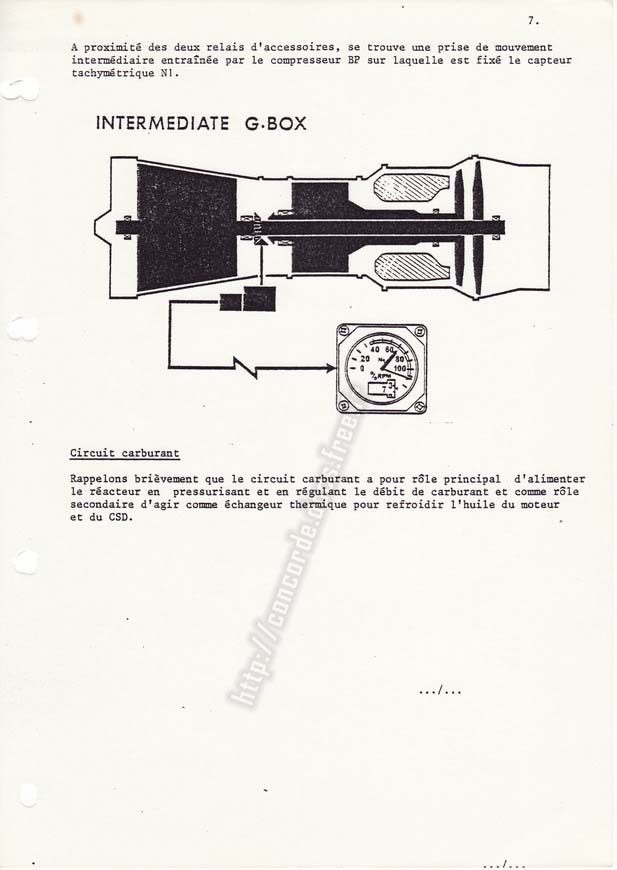 7.
A proximité des deux relais d'accessoires, se trouve une prise de mouvement
intermédiaire entraînée par le compresseur BP sur laquelle est fixé le capteur
tachymétrique N1.
INTERMEDIATE G.BOX
40 60
20 N1 80
0 100
% RPM
7 3
Circuit carburant
Rappelons brièvement que le circuit carburant a pour rôle principal d'alimenter
le réacteur en pressurisant et en régulant le débit de carburant et comme rôle
secondaire d'agir comme échangeur thermique pour refroidir l'huile du moteur
et du CSD.
http://concorde.free
.../...
.../...